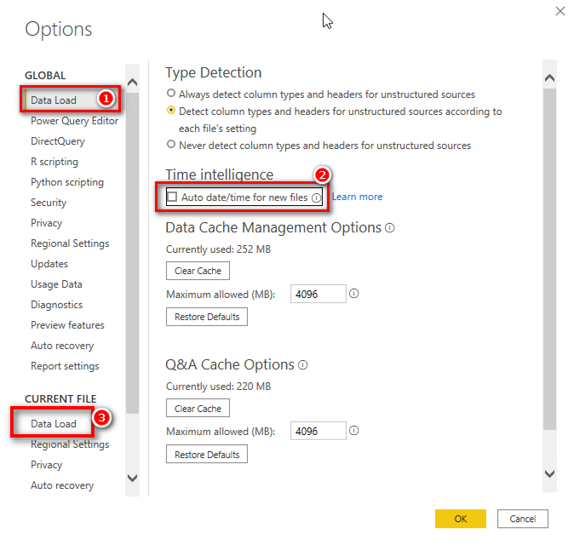 Options
GLOBAL
Data Load
1
Power Query Editor
DirectQuery
R scripting
Python scripting
Security
Privacy
Regional Settings
Updates
Usage Data
Diagnostics
Preview features
Auto recovery
Report settings
CURRENT FILE
Data Load
3
Regional Settings
Privacy
Auto recovery
Type Detection
Always detect column types and headers for unstructured sources
Detect column types and headers for unstructured sources according to
each file's setting
Never detect column types and headers for unstructured sources
Time intelligence
2
Auto date/time for new files Learn more
Data Cache Management Options
Currently used: 252 MB
Clear Cache
Maximum allowed (MB): 4096
Restore Defaults
Q&A Cache Options
Currently used: 220 MB
Clear Cache
Maximum allowed (MB): 4096
Restore Defaults
OK
Cancel